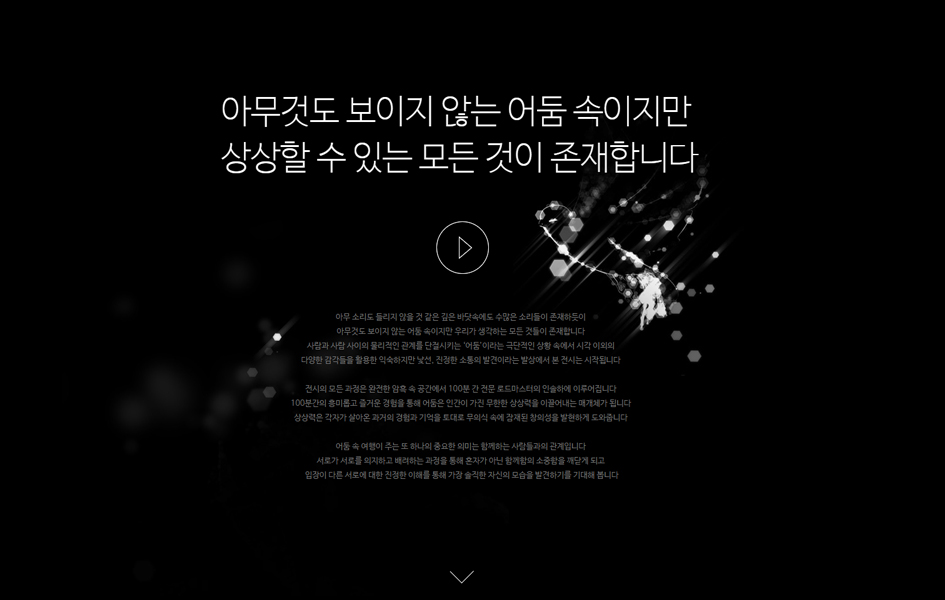 아무것도 보이지 않는 어둠 속이지만
상상할 수 있는 모든 것이 존재합니다
아무 소리도 들리지 않을 것 같은 깊은 바닷속에도 수많은 소리들이 존재하듯이
아무것도 보이지 않는 어둠 속이지만 우리가 생각하는 모든 것들이 존재합니다
사람과 사람 사이의 물리적인 관계를 단절시키는 '어둠'이라는 극단적인 상황 속에서 시각 이외의
다양한 감각들을 활용한 익숙하지만 낯선, 진정한 소통의 발견이라는 발상에서 본 전시는 시작됩니다
전시의 모든 과정은 완전한 암흑 속 공간에서 100분 간 전문 로드마스터의 인솔하에 이루어집니다
100분간의 흥미롭고 즐거운 경험을 통해 어둠은 인간이 가진 무한한 상상력을 이끌어내는 매개체가 됩니다
상상력은 각자가 살아온 과거의 경험과 기억을 토대로 무의식 속에 잠재된 창의성을 발현하게 도와줍니다
어둠 속 여행이 주는 또 하나의 중요한 의미는 함께하는 사람들과의 관계입니다
서로가 서로를 의지하고 배려하는 과정을 통해 혼자가 아닌 함께함의 소중함을 깨닫게 되고
입장이 다른 서로에 대한 진정한 이해를 통해 가장 솔직한 자신의 모습을 발견하기를 기대해 봅니다